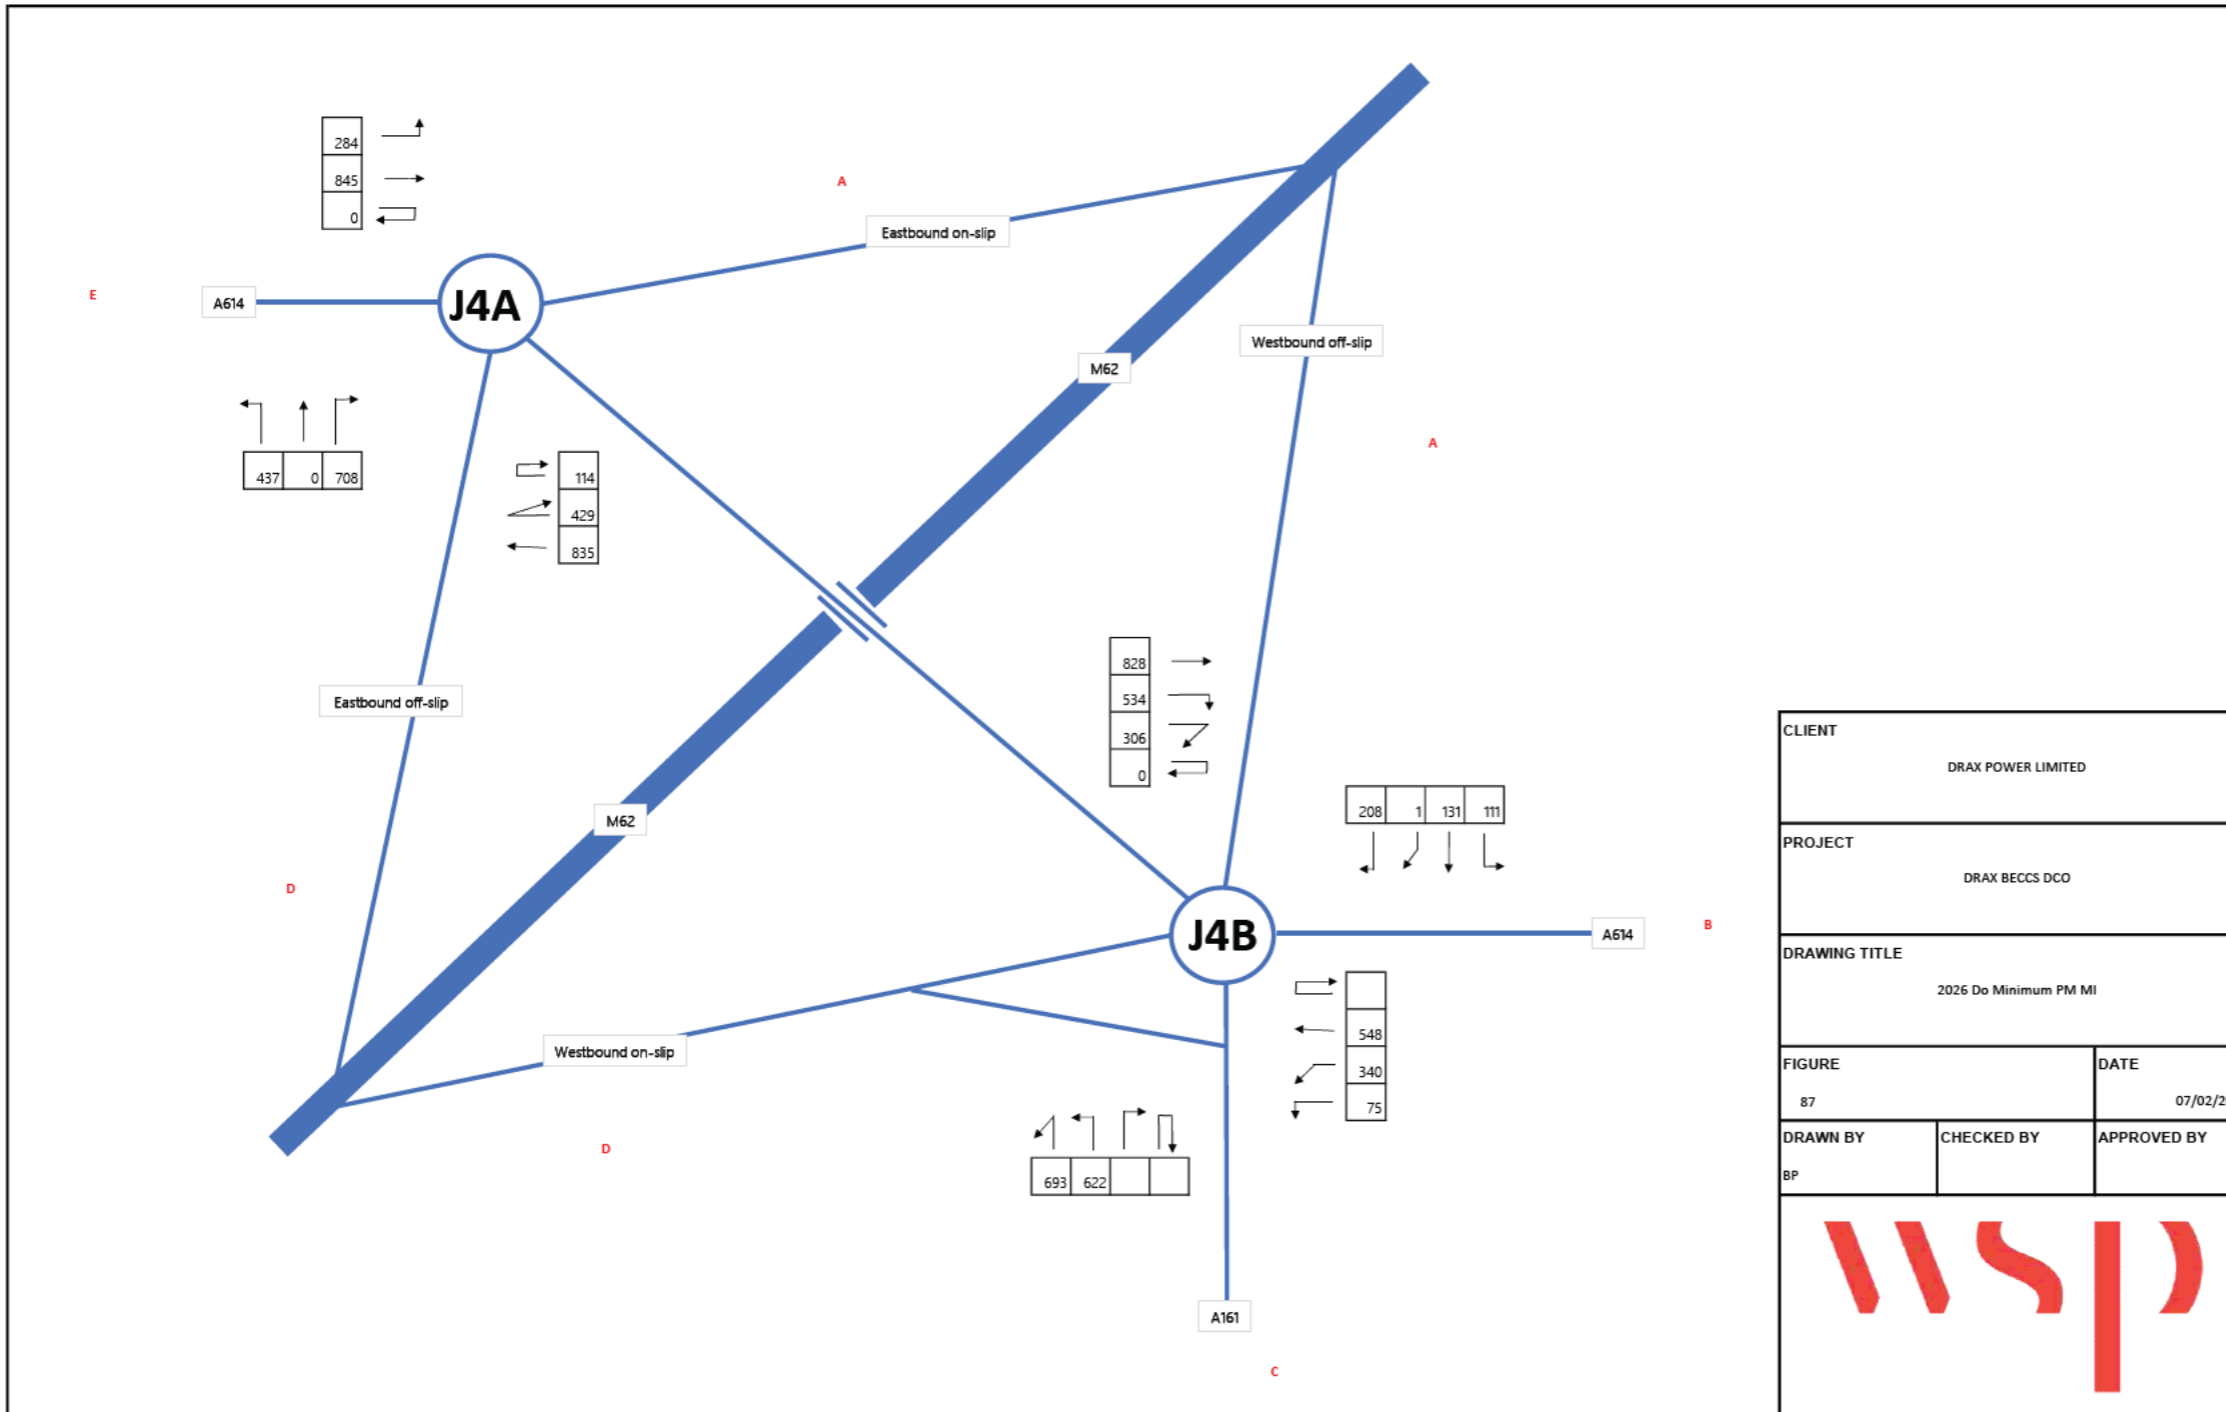 284
845
0
A
Eastbound on-slip
E
A614
J4A
Westbound off-slip
M62
A
437 0 708
114
429
835
828
534
306
0
Eastbound off-slip
208 1 131 111
M62
D
J4B
A614
B
548
340
75
Westbound on-slip
D
693 622
A161
C
CLIENT
DRAX POWER LIMITED
PROJECT
DRAX BECCS DCO
DRAWING TITLE
2026 Do Minimum PM MI
FIGURE
87
DATE
07/02/2
DRAWN BY
BP
CHECKED BY
APPROVED BY
wsp